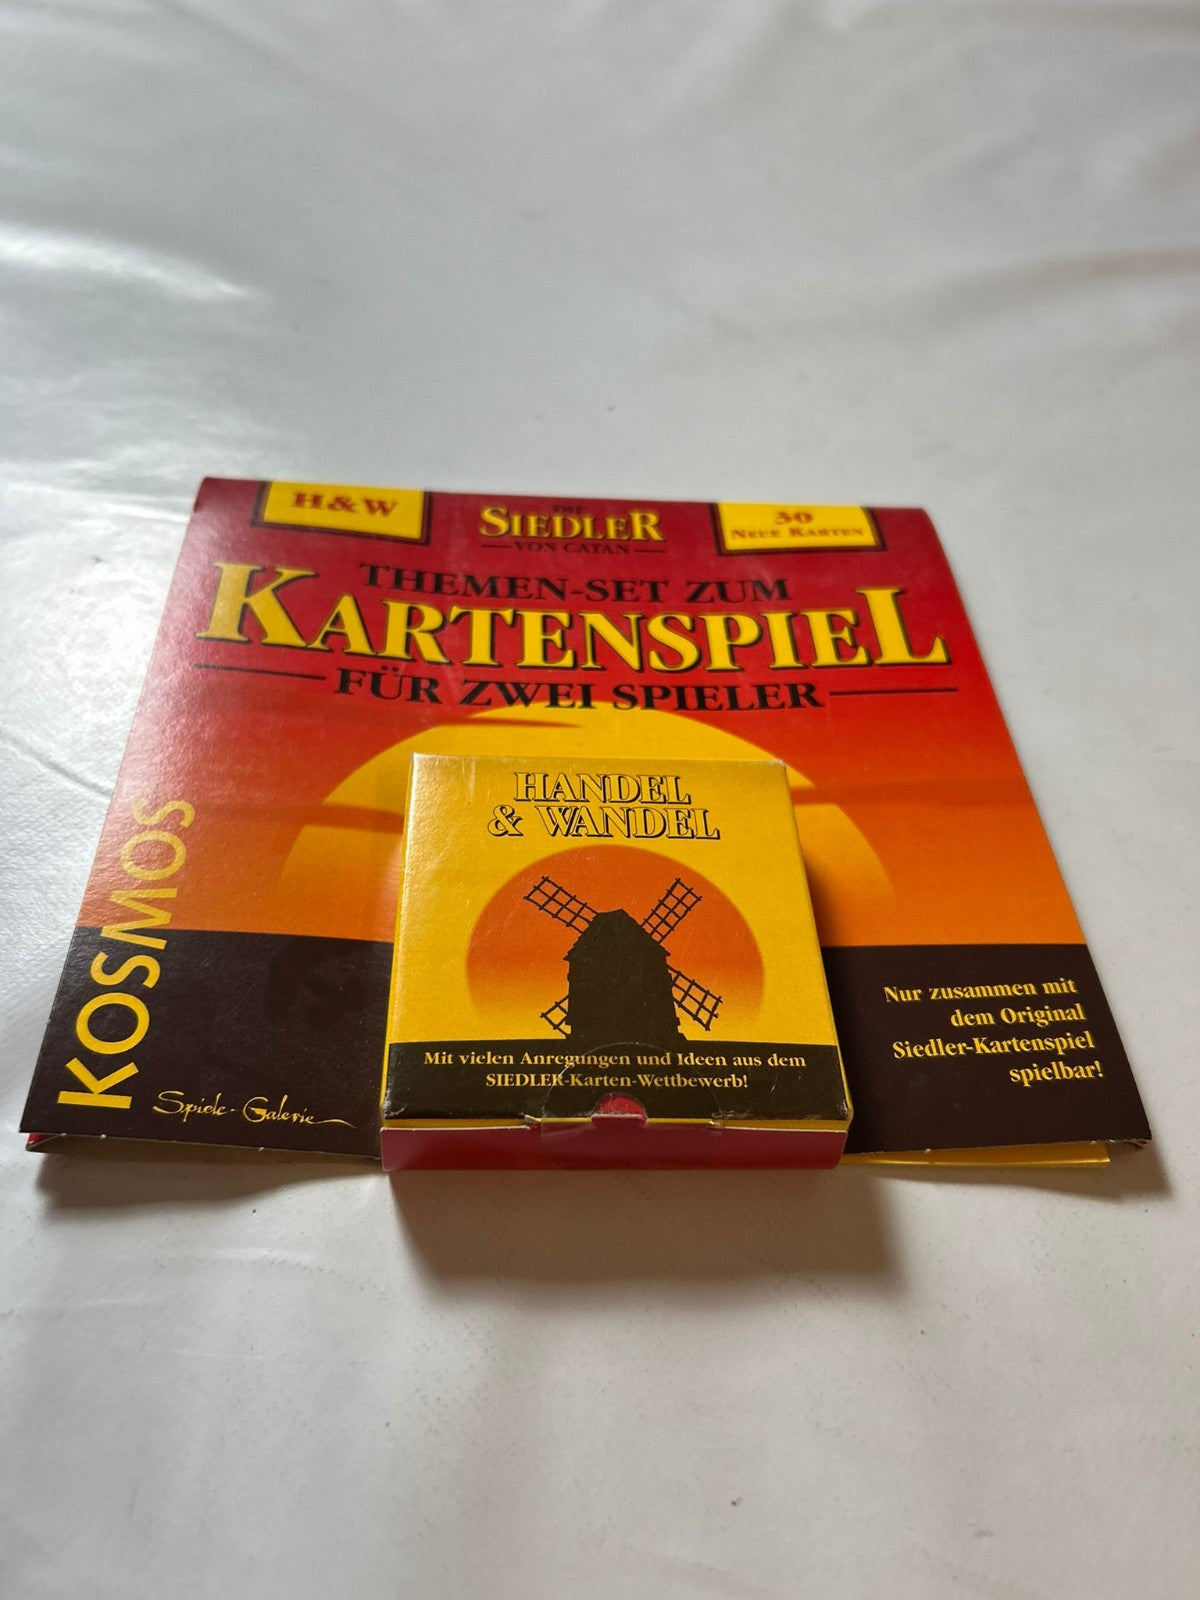 H & W
DIE
SIEDLER
VON CATAN
30
NEUE KARTEN
THEMEN-SET ZUM
KARTENSPIEL
FÜR ZWEI SPIELER
HANDEL
& WANDEL
Mit vielen Anregungen und Ideen aus dem
SIEDLER-Karten-Wettbewerb!
KOSMOS
Spiele-Galerie
Nur zusammen mit
dem Original
Siedler-Kartenspiel
spielbar!